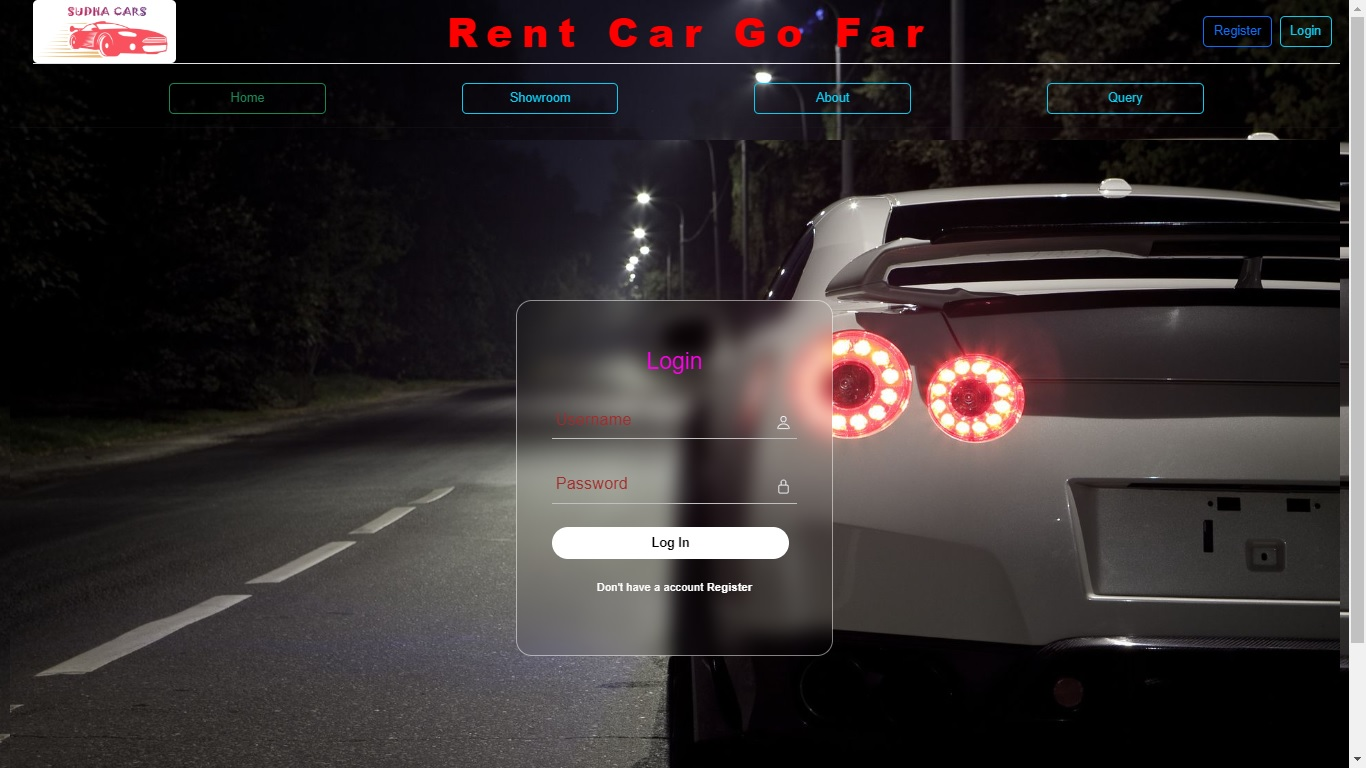 SUDHA CARS
Rent Car Go Far
Register
Login
Home
Showroom
About
Query
Login
Username
Password
Log In
Don't have a account Register